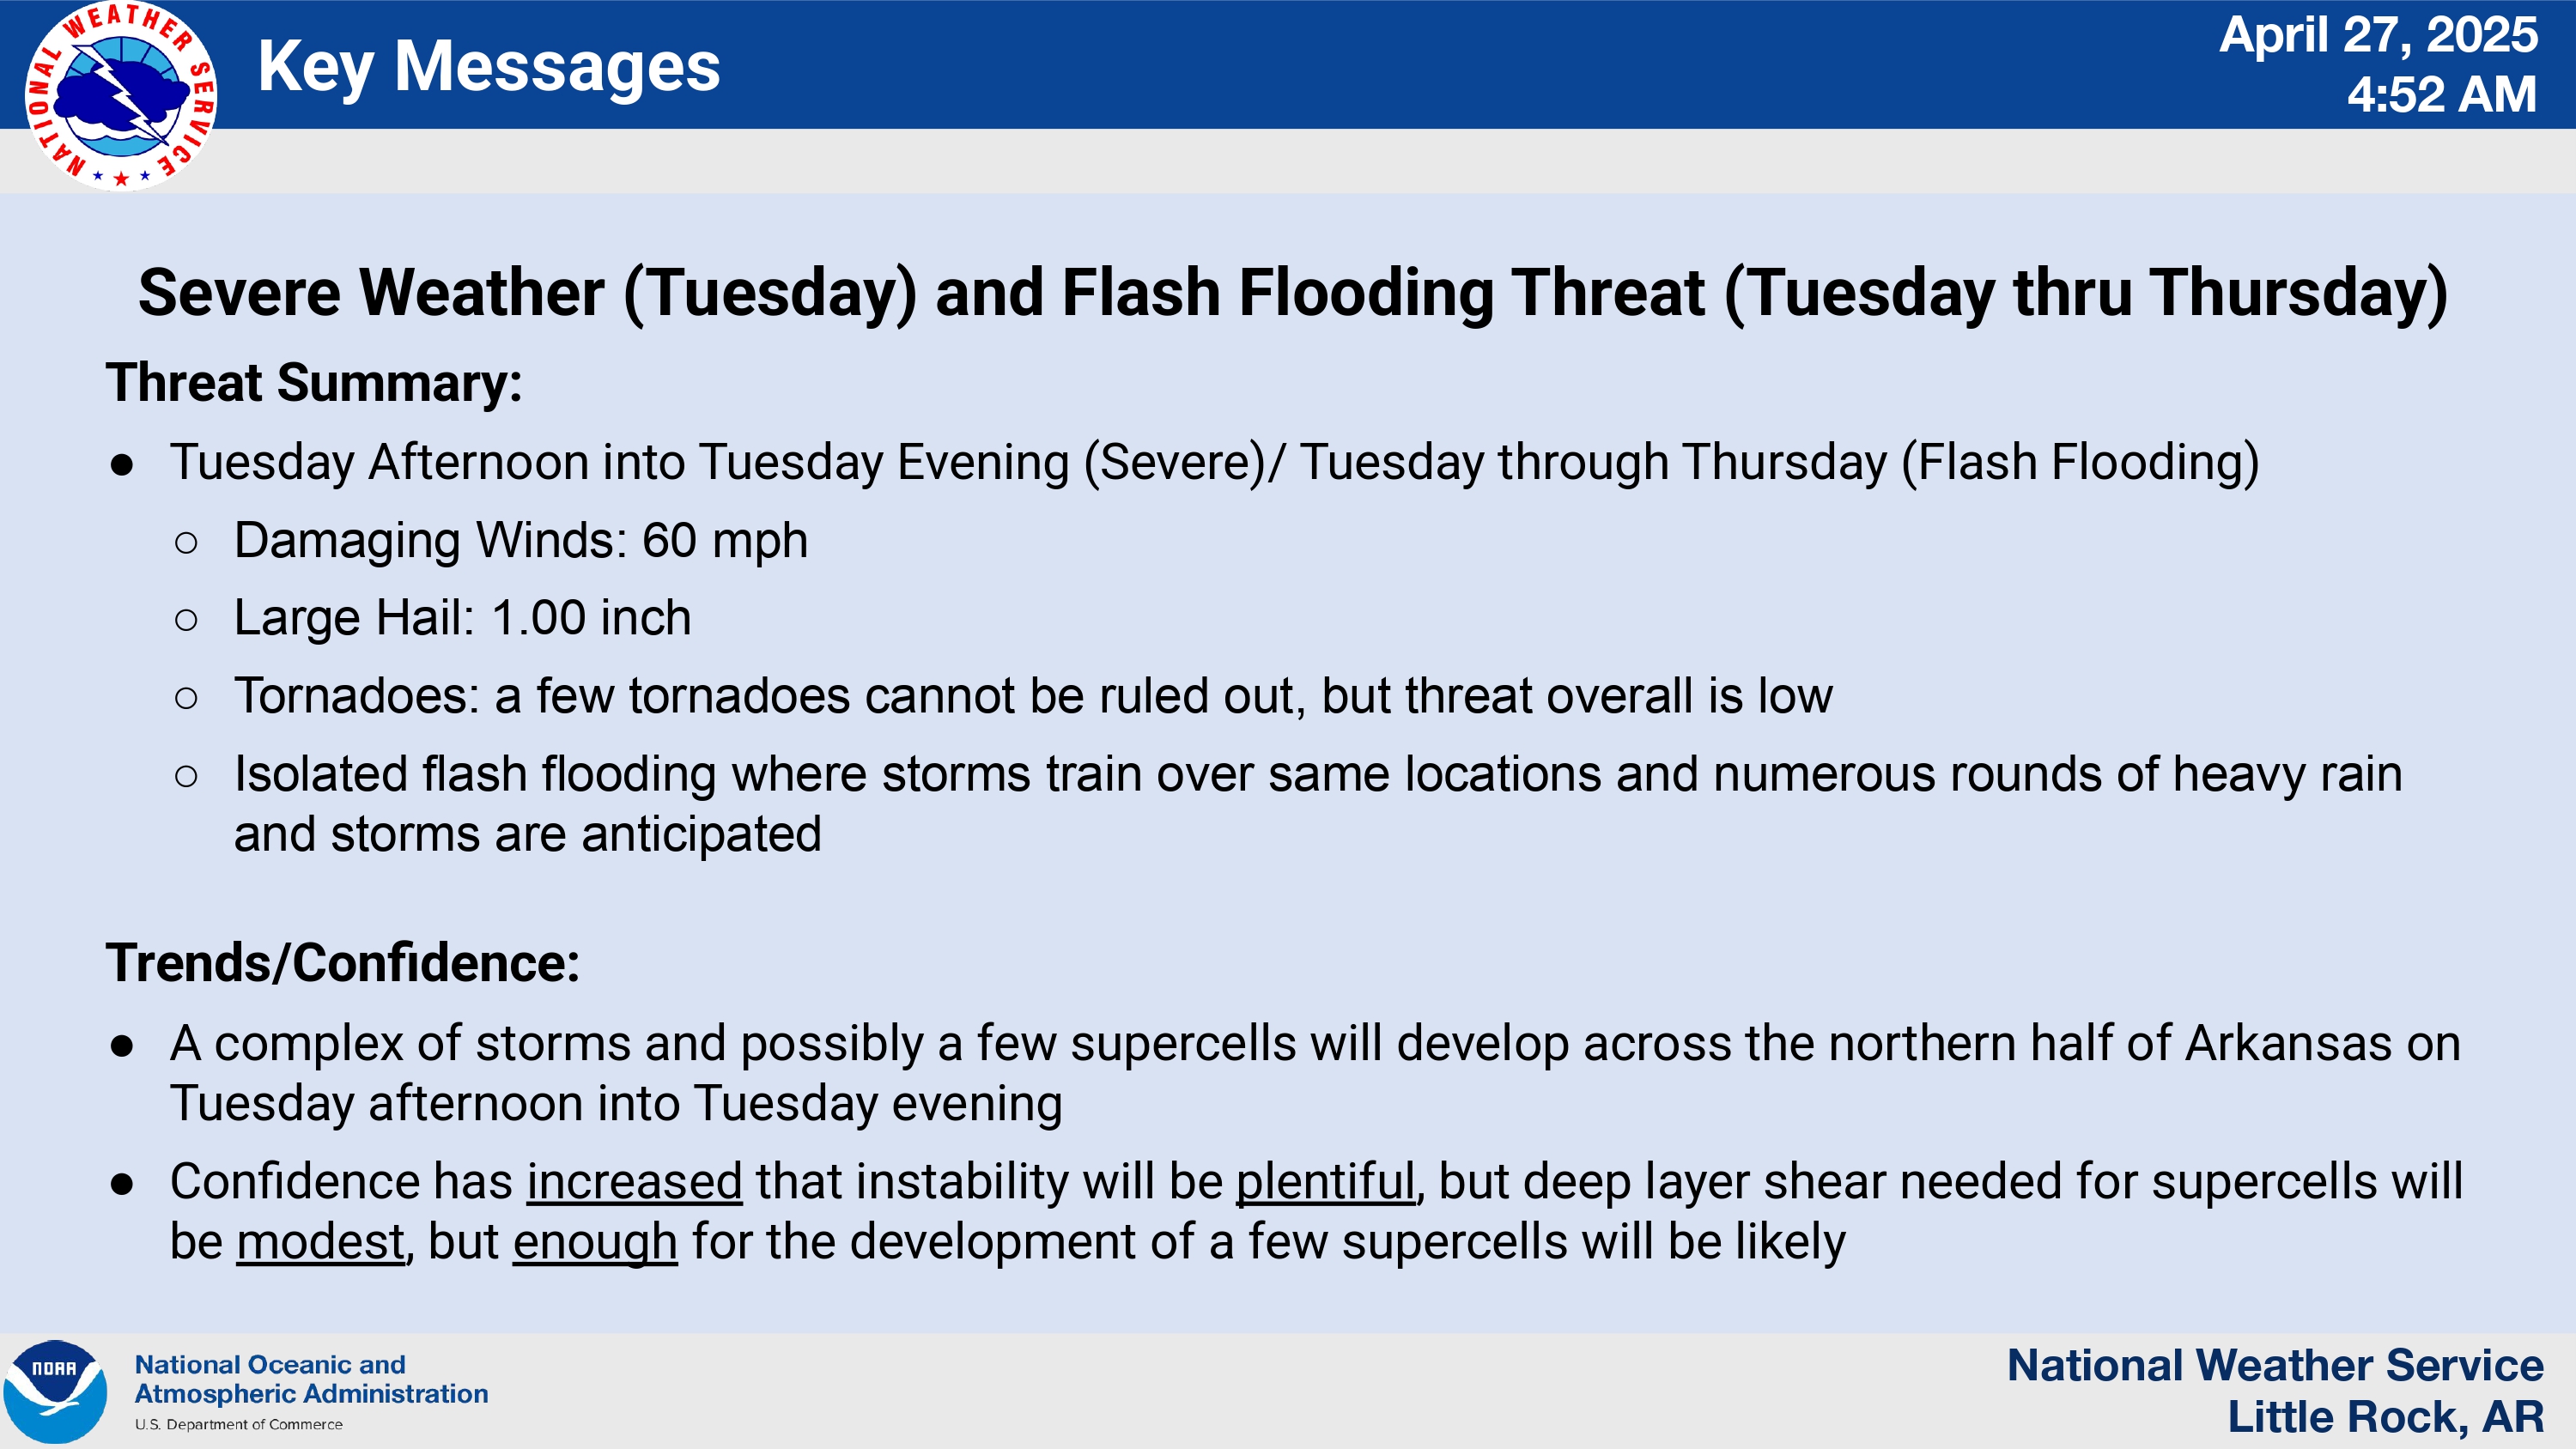 NATIONAL WEATHER SERVICE
Key Messages
April 27, 2025
4:52 AM
Severe Weather (Tuesday) and Flash Flooding Threat (Tuesday thru Thursday)
Threat Summary:
● Tuesday Afternoon into Tuesday Evening (Severe)/ Tuesday through Thursday (Flash Flooding)
○ Damaging Winds: 60 mph
○ Large Hail: 1.00 inch
○ Tornadoes: a few tornadoes cannot be ruled out, but threat overall is low
○ Isolated flash flooding where storms train over same locations and numerous rounds of heavy rain
and storms are anticipated
Trends/Confidence:
● A complex of storms and possibly a few supercells will develop across the northern half of Arkansas on
Tuesday afternoon into Tuesday evening
● Confidence has increased that instability will be plentiful, but deep layer shear needed for supercells will
be modest, but enough for the development of a few supercells will be likely
NOAA
National Oceanic and
Atmospheric Administration
U.S. Department of Commerce
National Weather Service
Little Rock, AR